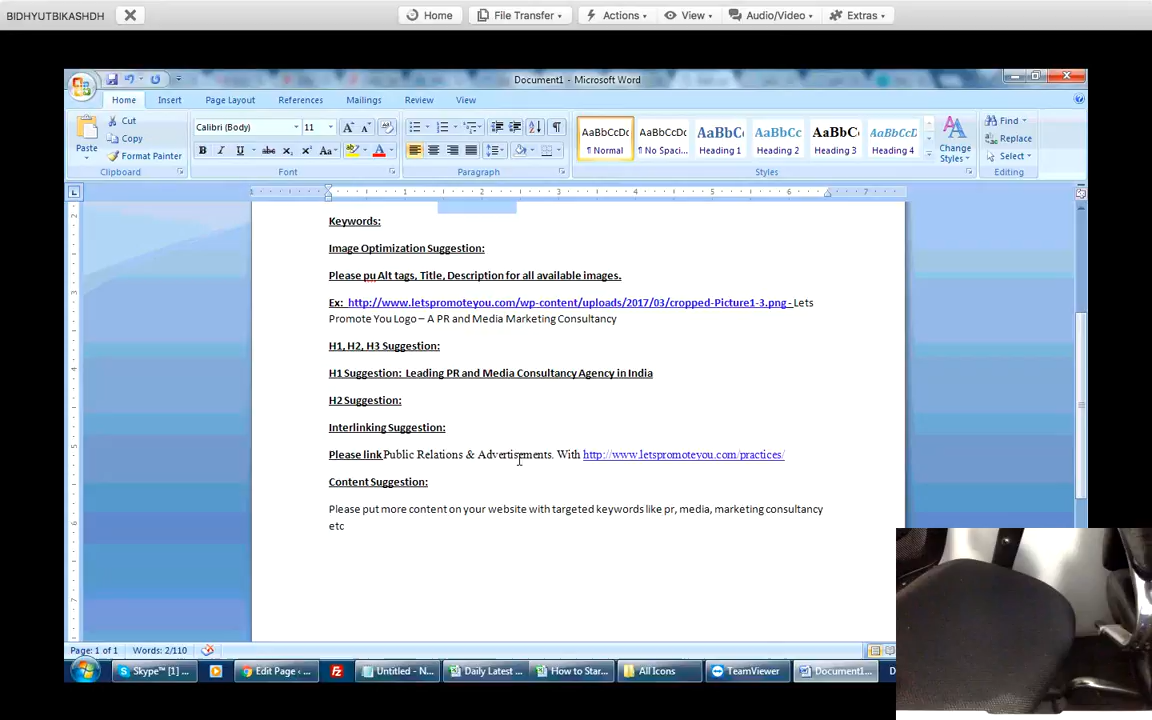 BIDHYUTBIKASHDH
Home File Transfer Actions View Audio/Video Extras
Document1 - Microsoft Word
Home Insert Page Layout References Mailings Review View
Paste Cut Copy Format Painter Clipboard
Calibri (Body) 11 Font
Paragraph
AaBbCcDc AaBbCcDc AaBbC AaBbCc AaBbC AaBbCcD
¶ Normal ¶ No Spaci... Heading 1 Heading 2 Heading 3 Heading 4 Change Styles Styles
Find Replace Select Editing
Keywords:
Image Optimization Suggestion:
Please pu Alt tags, Title, Description for all available images.
Ex: http://www.letspromoteyou.com/wp-content/uploads/2017/03/cropped-Picture1-3.png - Lets
Promote You Logo – A PR and Media Marketing Consultancy
H1, H2, H3 Suggestion:
H1 Suggestion: Leading PR and Media Consultancy Agency in India
H2 Suggestion:
Interlinking Suggestion:
Please link Public Relations & Advertisements. With http://www.letspromoteyou.com/practices/
Content Suggestion:
Please put more content on your website with targeted keywords like pr, media, marketing consultancy
etc
Page: 1 of 1 Words: 2/110
Skype™ [1] ... Edit Page ‹ ... Untitled - N... Daily Latest ... How to Star... All Icons TeamViewer Document1... D